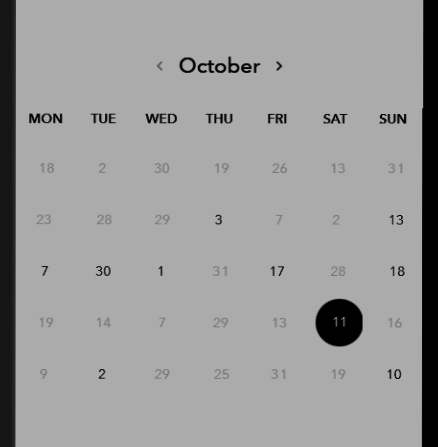 ‹ October ›
MON TUE WED THU FRI SAT SUN
18 2 30 19 26 13 31
23 28 29 3 7 2 13
7 30 1 31 17 28 18
19 14 7 29 13 11 16
9 2 29 25 31 19 10